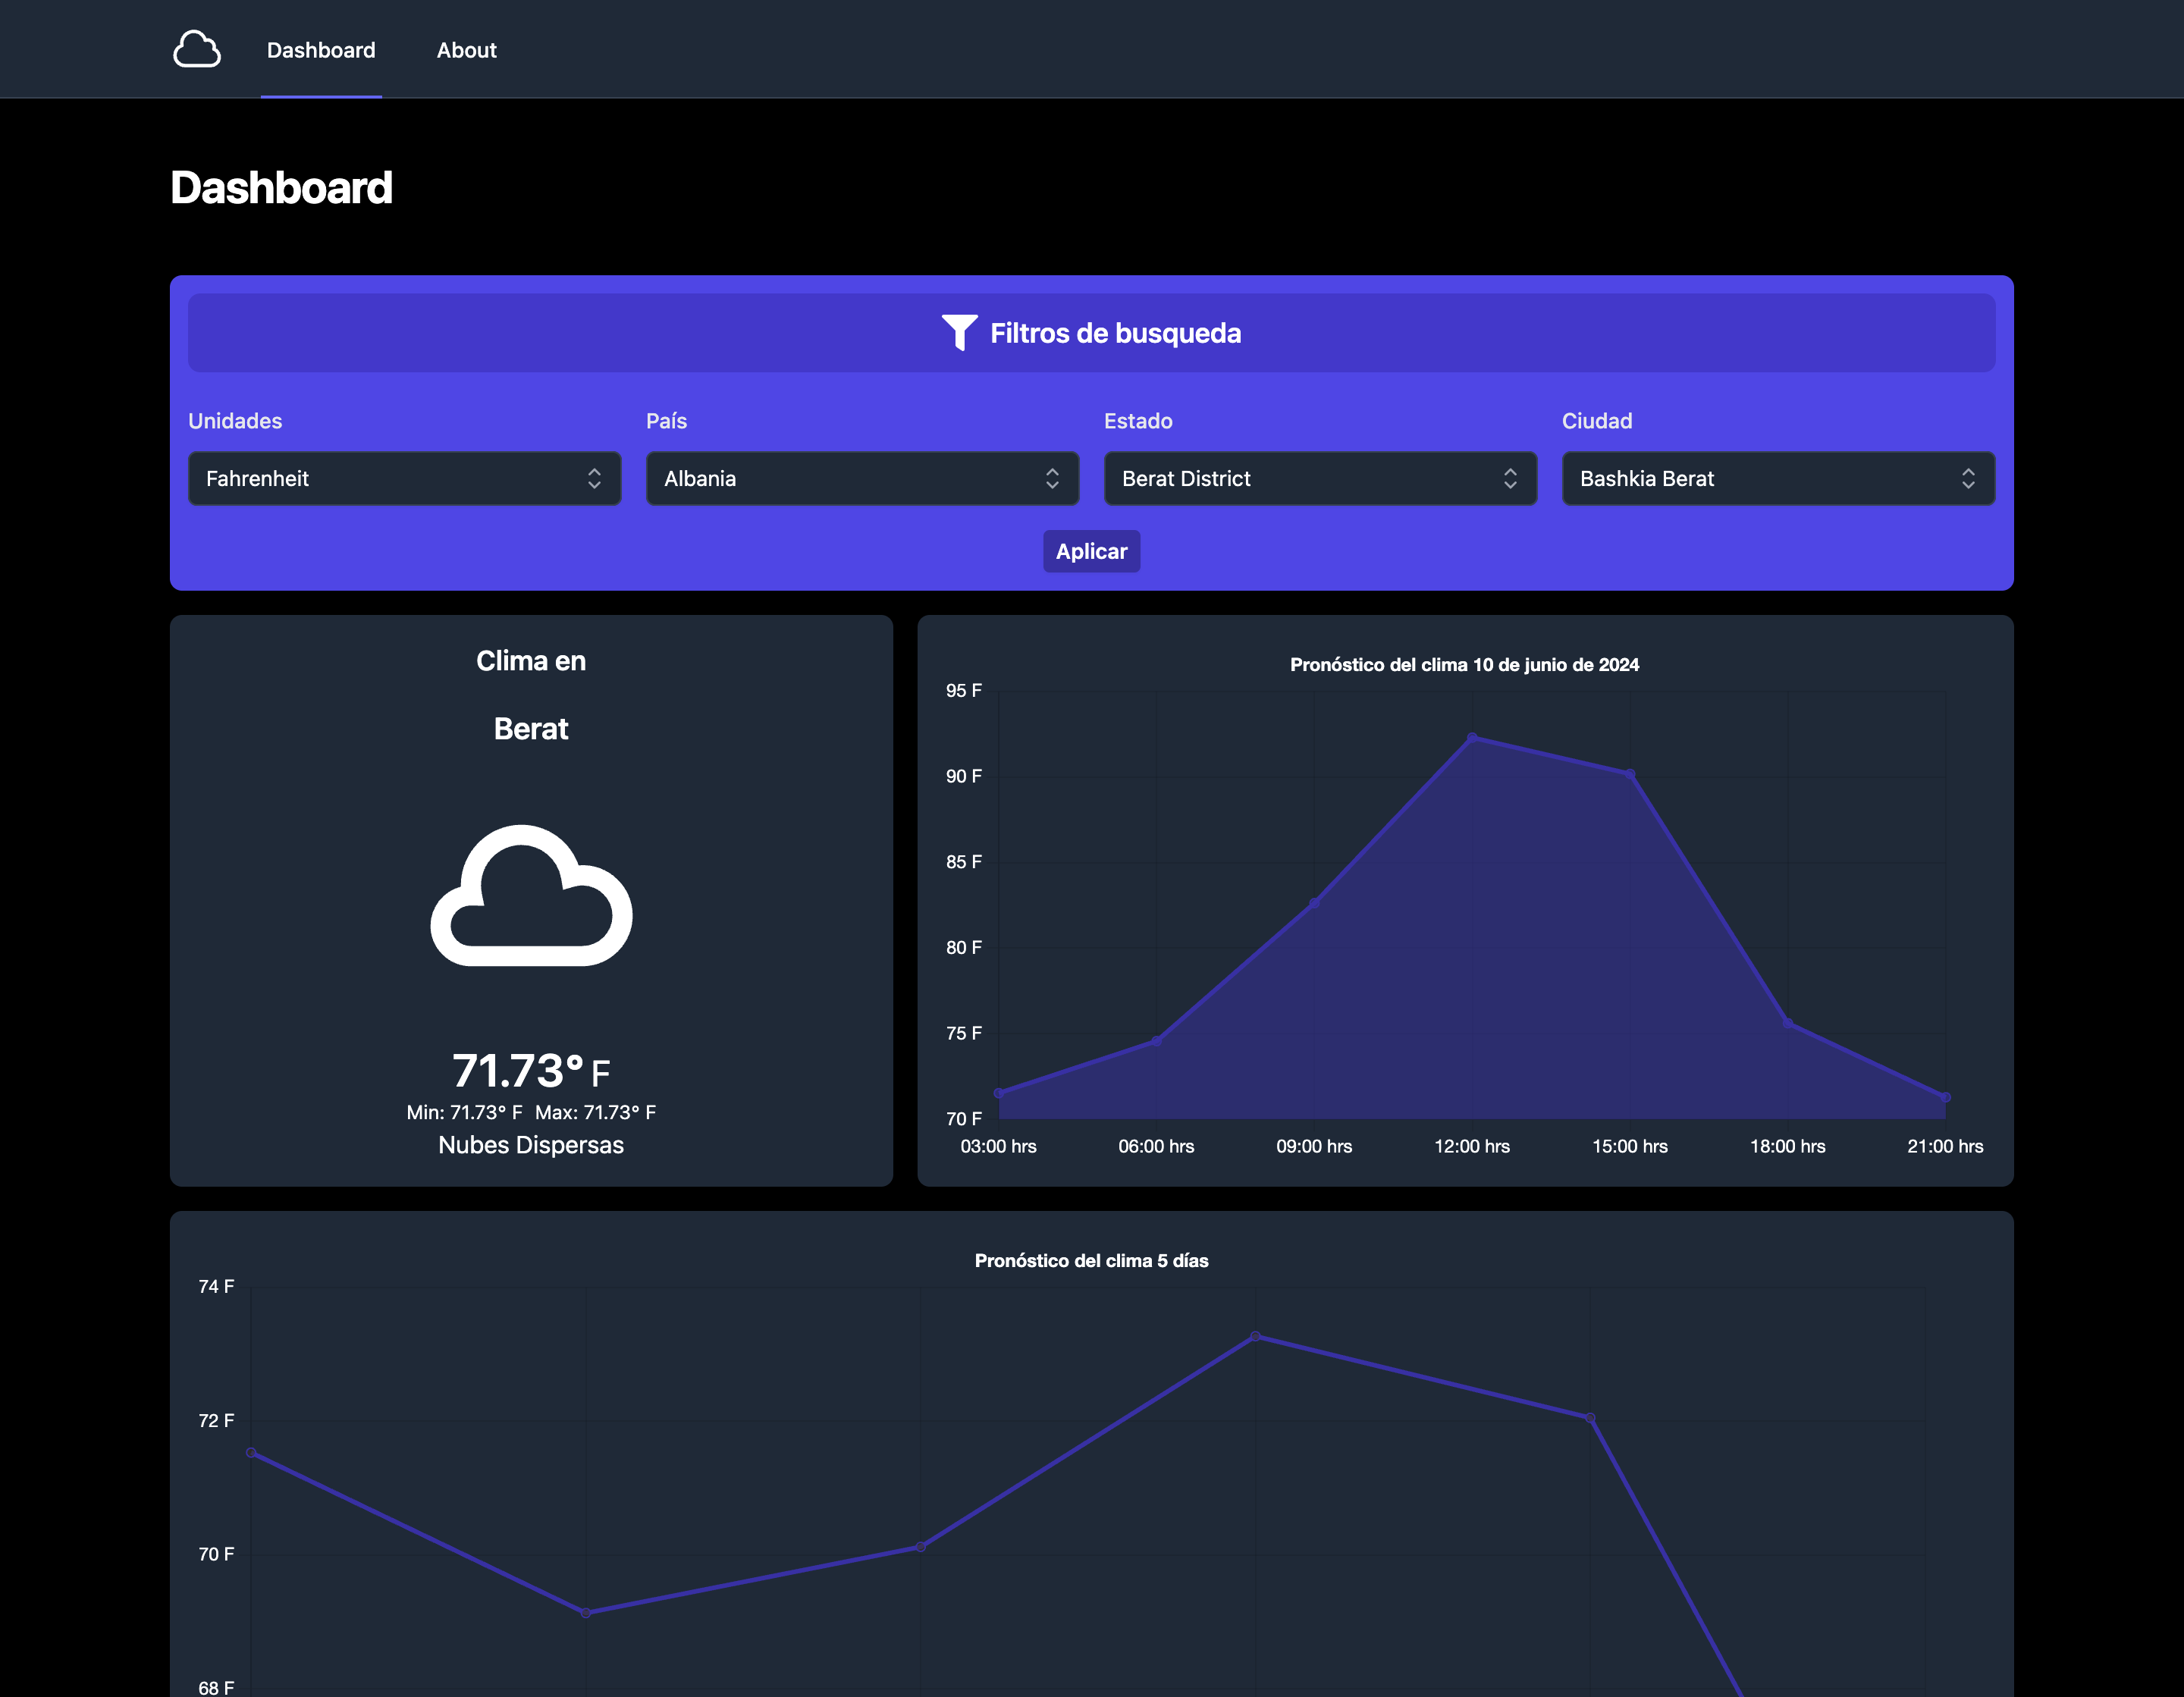 Dashboard
About
Dashboard
Filtros de busqueda
Unidades
País
Estado
Ciudad
Fahrenheit
Albania
Berat District
Bashkia Berat
Aplicar
Clima en
Berat
71.73° F
Min: 71.73° F Max: 71.73° F
Nubes Dispersas
Pronóstico del clima 10 de junio de 2024
95 F
90 F
85 F
80 F
75 F
70 F
03:00 hrs
06:00 hrs
09:00 hrs
12:00 hrs
15:00 hrs
18:00 hrs
21:00 hrs
Pronóstico del clima 5 días
74 F
72 F
70 F
68 F